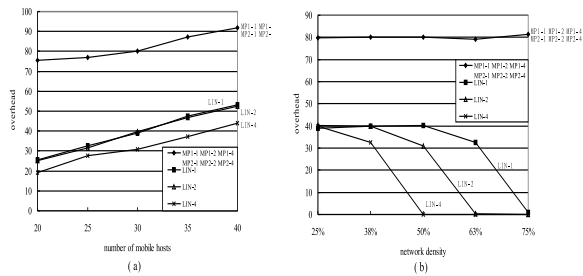 (a)
100
90
80
70
60
50
40
30
20
10
0
overhead
MP1-1 MP1-
MP2-1 MP2-
LIN-1
LIN-2
LIN-4
MP1-1 MP1-2 MP1-4
MP2-1 MP2-2 MP2-4
LIN-1
LIN-2
LIN-4
20 25 30 35 40
number of mobile hosts
(a)
(b)
90
80
70
60
50
40
30
20
10
0
overhead
MP1-1 MP1-2 MP1-4
MP2-1 MP2-2 MP2-4
MP1-1 MP1-2 MP1-4
MP2-1 MP2-2 MP2-4
LIN-1
LIN-2
LIN-4
LIN-1
LIN-2
LIN-4
25% 38% 50% 63% 75%
network density
(b)